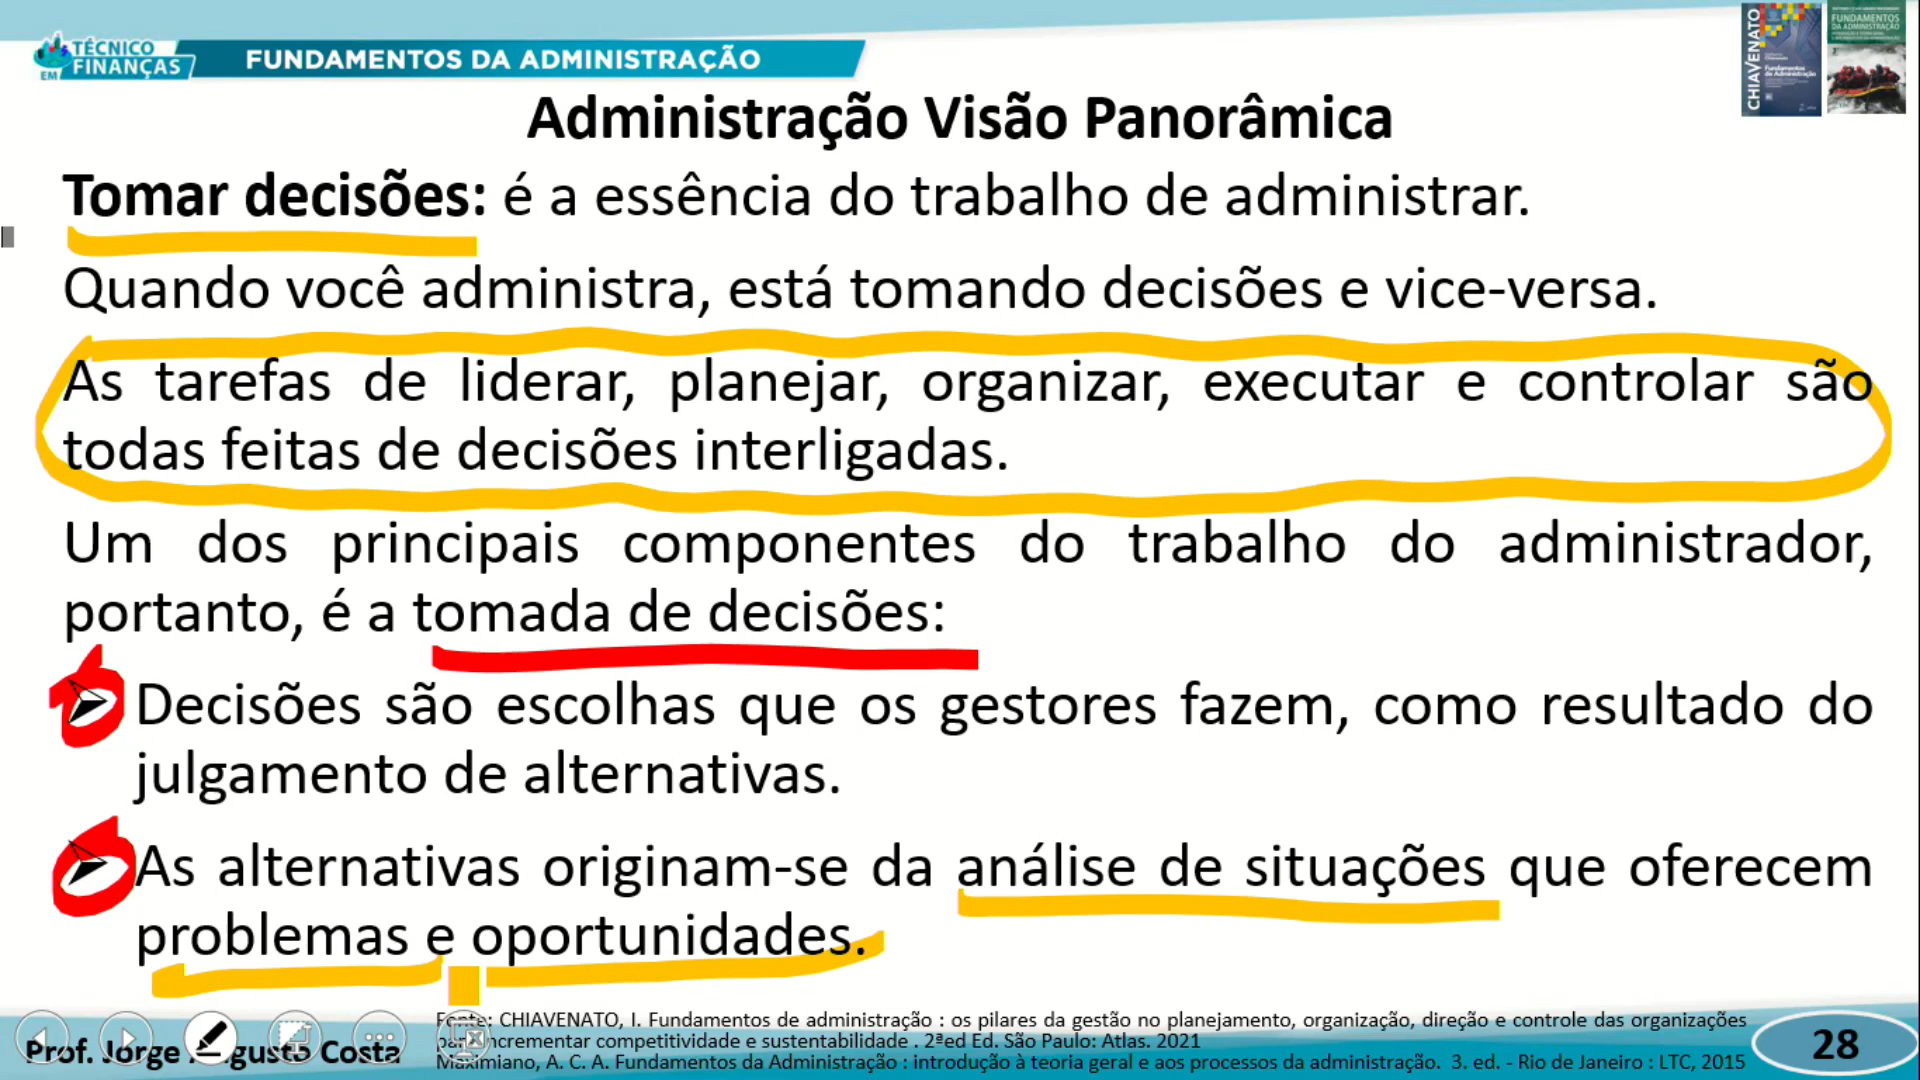 TÉCNICO
EM FINANÇAS
FUNDAMENTOS DA ADMINISTRAÇÃO
CHIAVENATO
Fundamentos
de Administração
FUNDAMENTOS
DA ADMINISTRAÇÃO
Administração Visão Panorâmica
Tomar decisões: é a essência do trabalho de administrar.
Quando você administra, está tomando decisões e vice-versa.
As tarefas de liderar, planejar, organizar, executar e controlar são
todas feitas de decisões interligadas.
Um dos principais componentes do trabalho do administrador,
portanto, é a tomada de decisões:
Decisões são escolhas que os gestores fazem, como resultado do
julgamento de alternativas.
As alternativas originam-se da análise de situações que oferecem
problemas e oportunidades.
Fonte: CHIAVENATO, I. Fundamentos de administração : os pilares da gestão no planejamento, organização, direção e controle das organizações
para incrementar competitividade e sustentabilidade . 2ªed Ed. São Paulo: Atlas. 2021
Maximiano, A. C. A. Fundamentos da Administração : introdução à teoria geral e aos processos da administração. 3. ed. - Rio de Janeiro : LTC, 2015
Prof. Jorge Augusto Costa
28